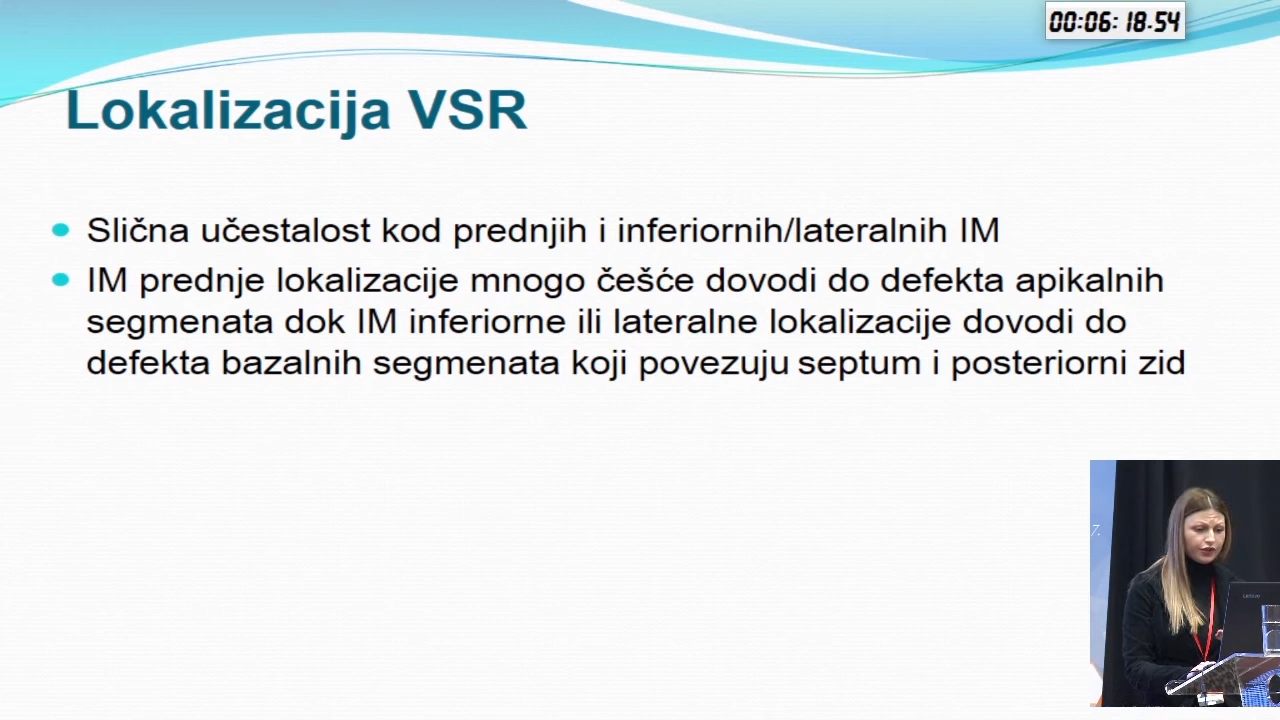 00:06:18.54
Lokalizacija VSR
Slična učestalost kod prednjih i inferiornih/lateralnih IM
IM prednje lokalizacije mnogo češće dovodi do defekta apikalnih
segmenata dok IM inferiorne ili lateralne lokalizacije dovodi do
defekta bazalnih segmenata koji povezuju septum i posteriorni zid
7.
Lenovo